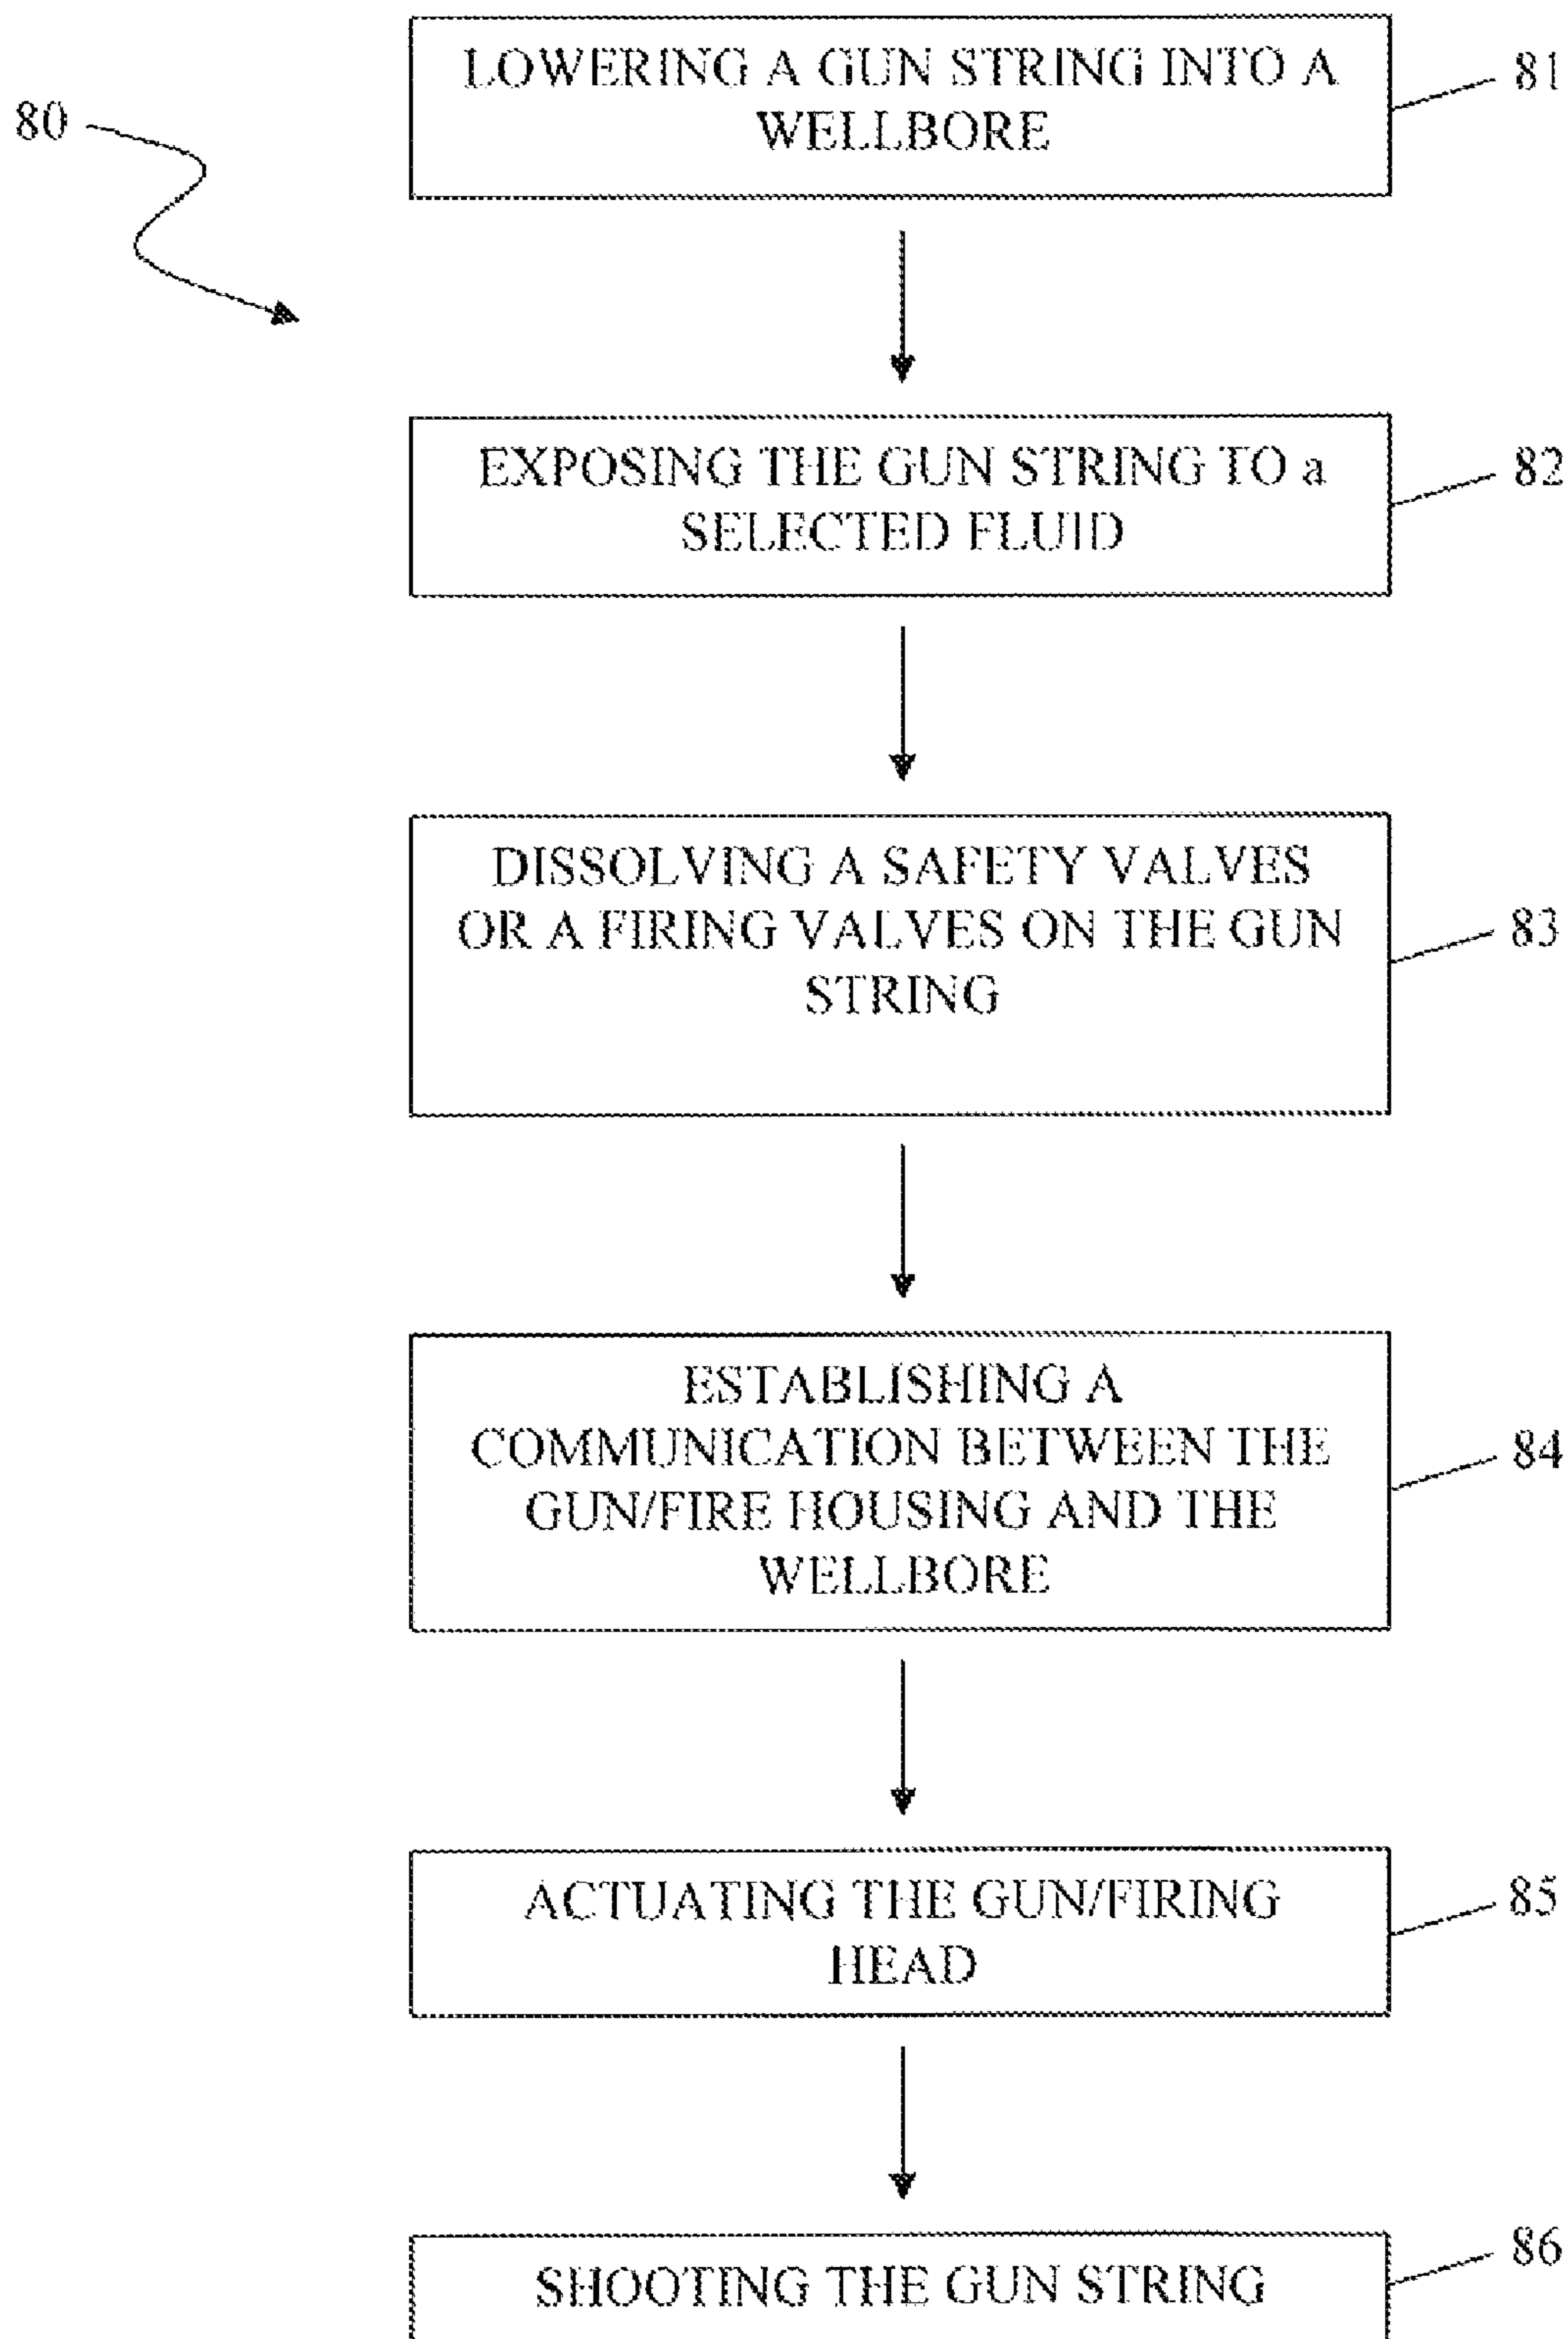 80
LOWERING A GUN STRING INTO A
WELLBORE
81
EXPOSING THE GUN STRING TO a
SELECTED FLUID
82
DISSOLVING A SAFETY VALVES
OR A FIRING VALVES ON THE GUN
STRING
83
ESTABLISHING A
COMMUNICATION BETWEEN THE
GUN/FIRE HOUSING AND THE
WELLBORE
84
ACTUATING THE GUN/FIRING
HEAD
85
SHOOTING THE GUN STRING
86